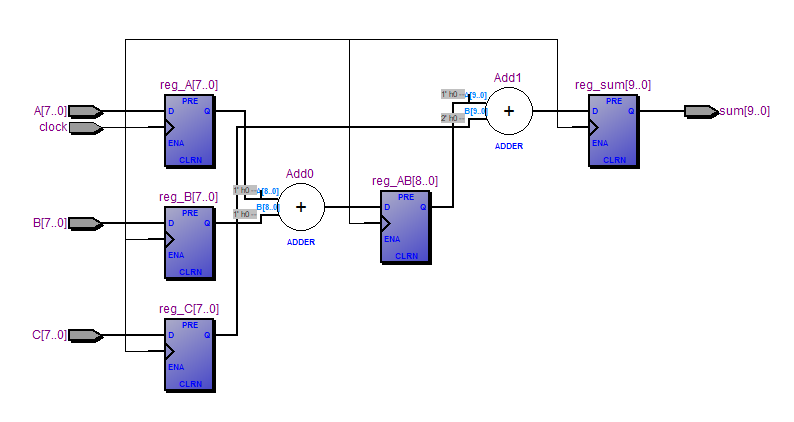 reg_A[7..0]
PRE
D Q
ENA
CLRN
A[7..0]
clock
reg_B[7..0]
PRE
D Q
ENA
CLRN
B[7..0]
reg_C[7..0]
PRE
D Q
ENA
CLRN
C[7..0]
Add0
1' h0
A[8..0]
B[8..0]
1' h0
+
ADDER
reg_AB[8..0]
PRE
D Q
ENA
CLRN
Add1
1' h0
A[9..0]
B[9..0]
2' h0
+
ADDER
reg_sum[9..0]
PRE
D Q
ENA
CLRN
sum[9..0]